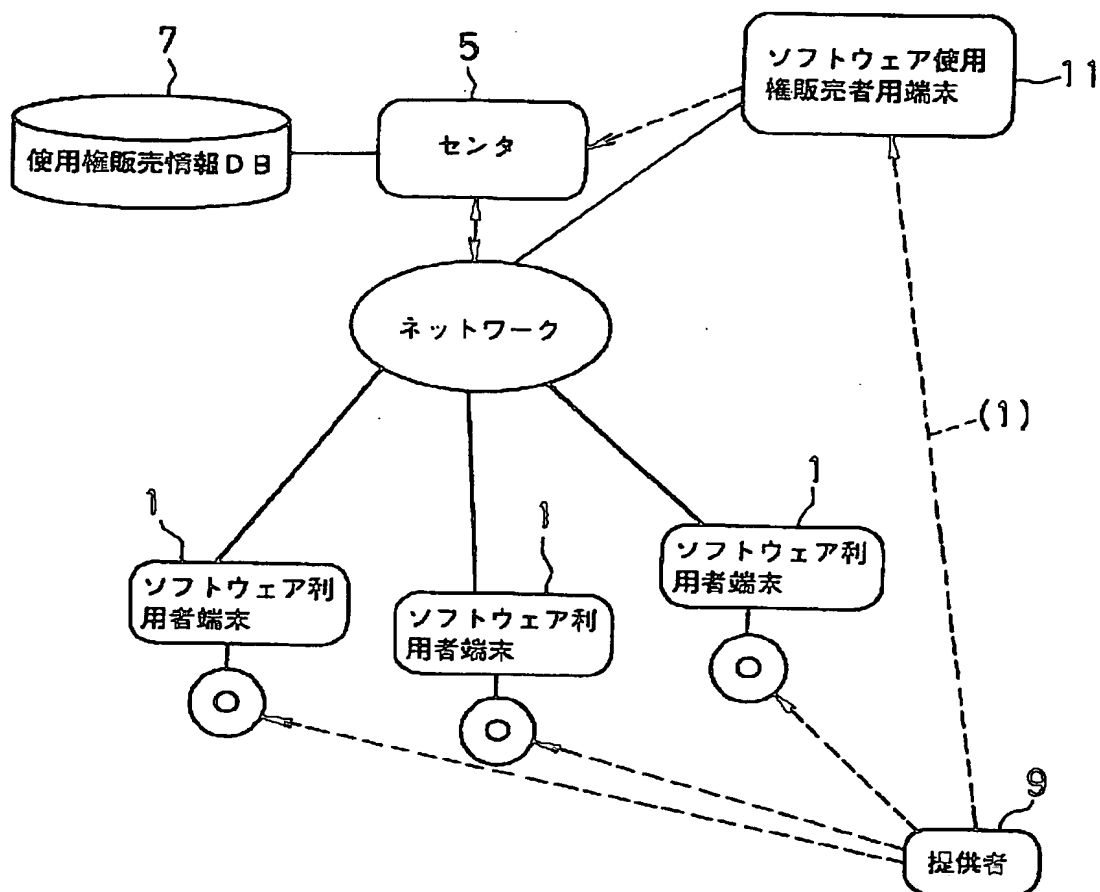 7
5
ソフトウェア使用
権販売者用端末
11
センタ
使用権販売情報DB
ネットワーク
(1)
1
1
1
ソフトウェア利
用者端末
ソフトウェア利
用者端末
ソフトウェア利
用者端末
9
提供者